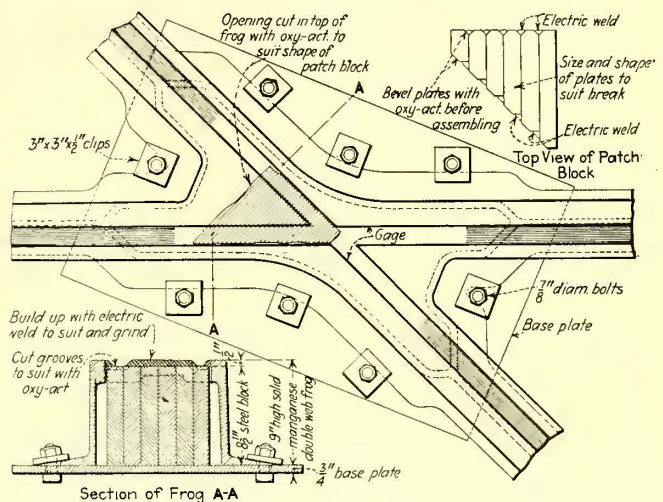 Opening cut in top of
frog with oxy-act. to
suit shape of
patch block
A
Electric weld
Size and shape
of plates to
suit break
Bevel plates with
oxy-act. before
assembling
Electric weld
Top View of Patch
Block
3"x3"x½" clips
Gage
⅞" diam. bolts
Base plate
A
Build up with electric
weld to suit and grind
Cut grooves
to suit with
oxy-act
½"
8½"
steel block
9" high solid
manganese
double web frog
¾" base plate
Section of Frog A-A